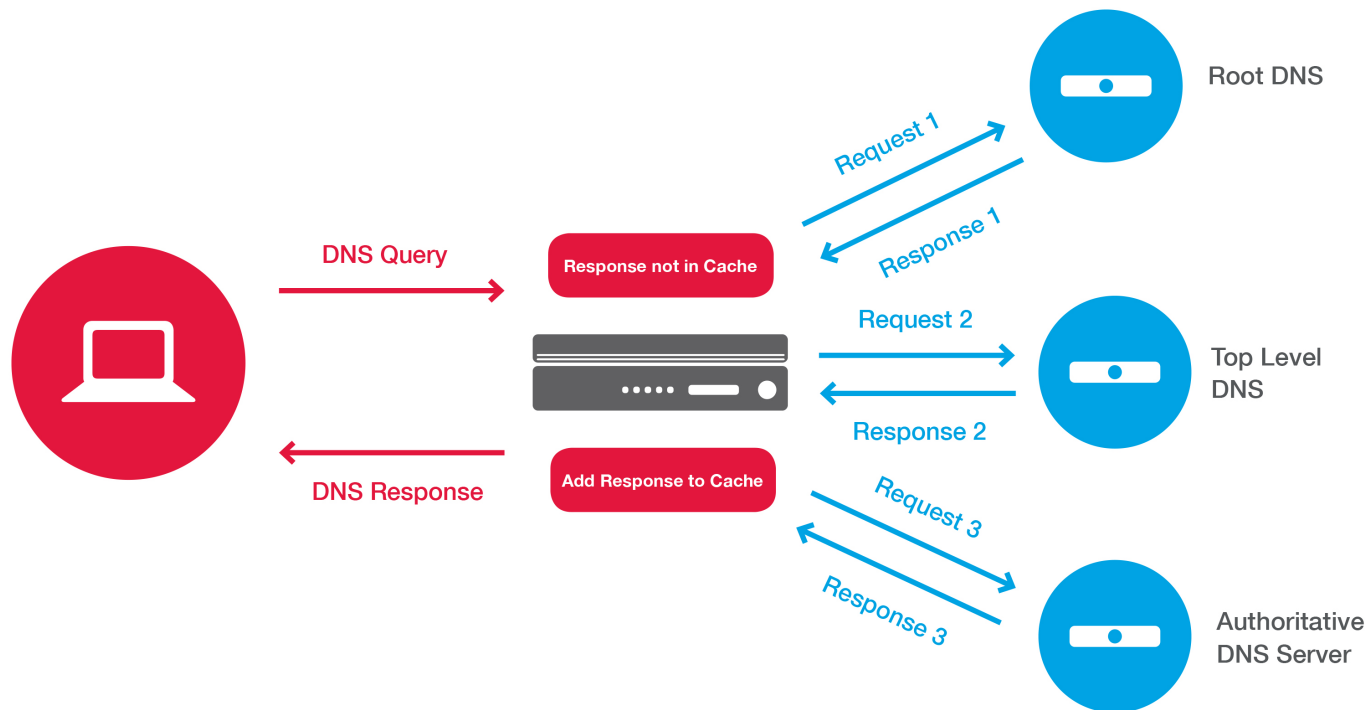 Root DNS
Request 1
Response 1
DNS Query
Response not in Cache
Request 2
Top Level
DNS
Response 2
DNS Response
Add Response to Cache
Request 3
Response 3
Authoritative
DNS Server